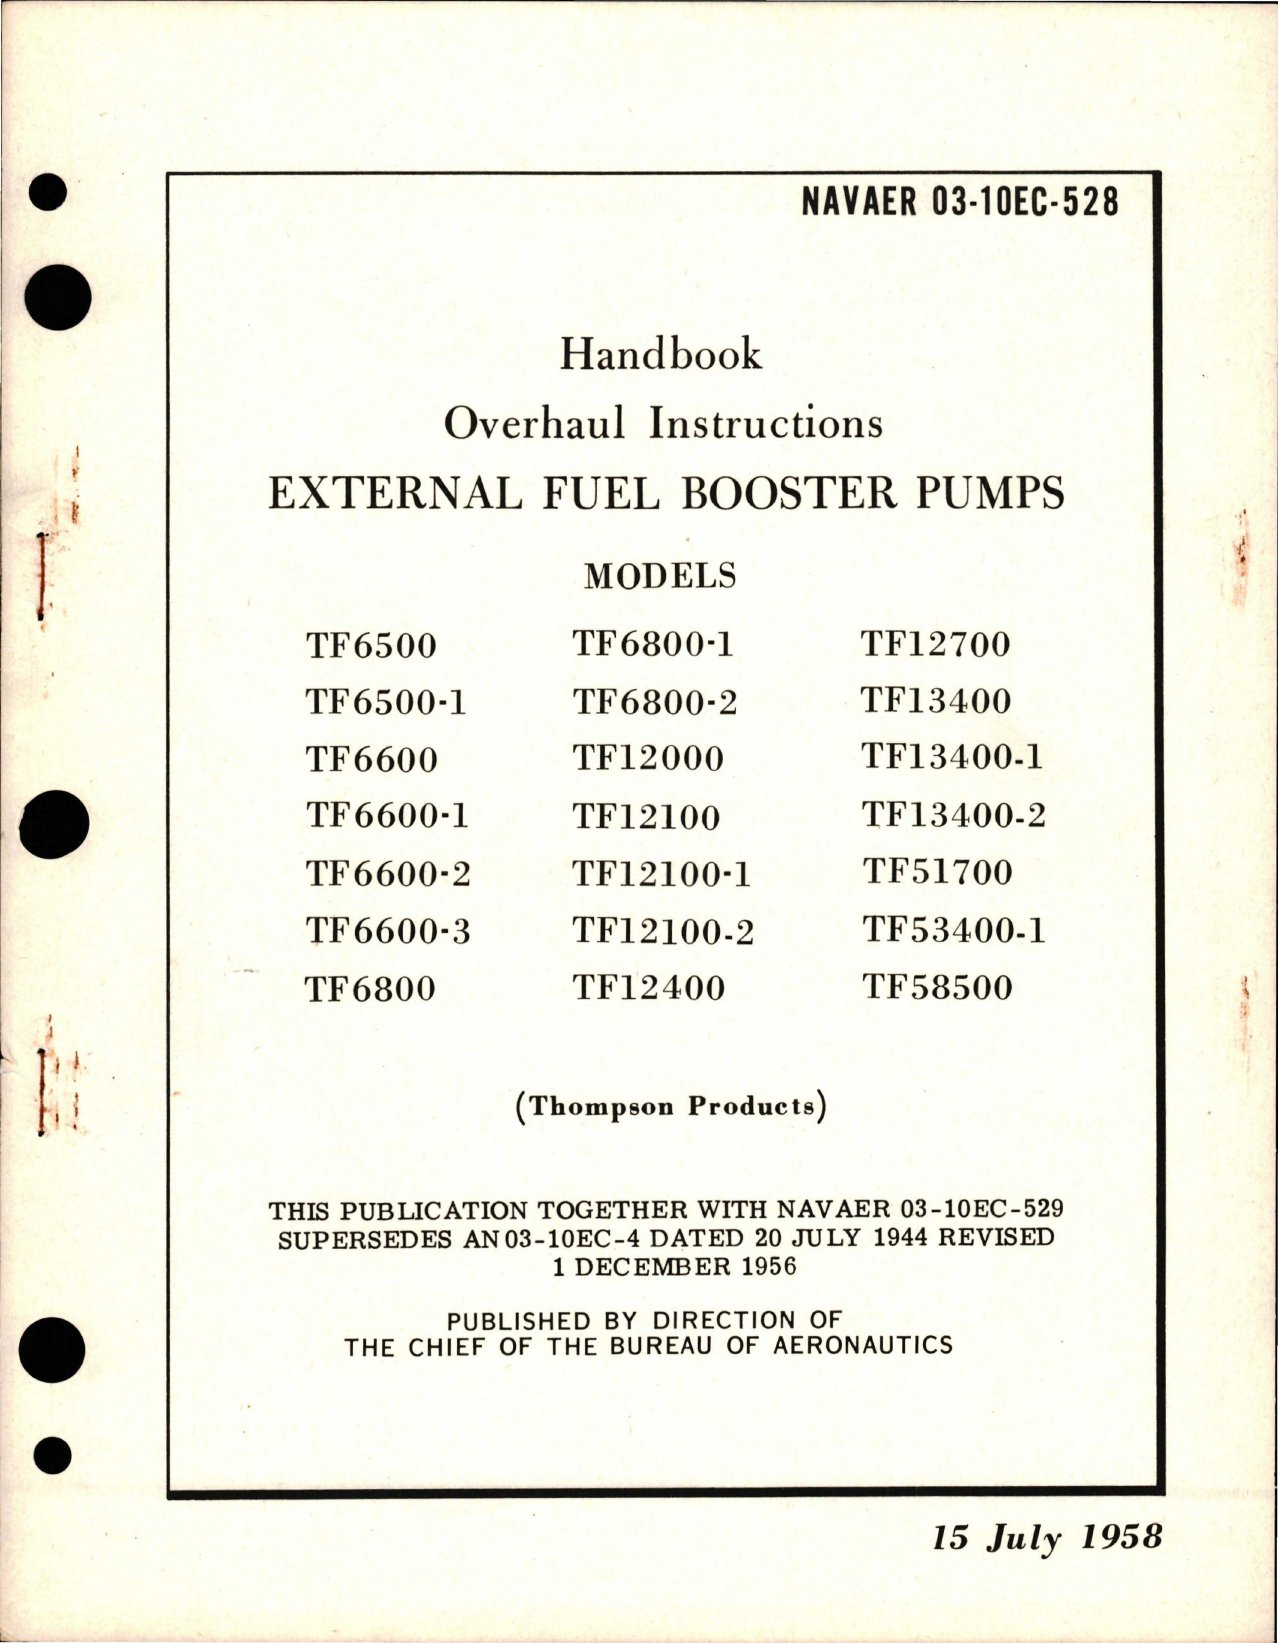 NAVAER 03-10EC-528
Handbook
Overhaul Instructions
EXTERNAL FUEL BOOSTER PUMPS
MODELS
TF6500 TF6800-1 TF12700
TF6500-1 TF6800-2 TF13400
TF6600 TF12000 TF13400-1
TF6600-1 TF12100 TF13400-2
TF6600-2 TF12100-1 TF51700
TF6600-3 TF12100-2 TF53400-1
TF6800 TF12400 TF58500
(Thompson Products)
THIS PUBLICATION TOGETHER WITH NAVAER 03-10EC-529
SUPERSEDES AN 03-10EC-4 DATED 20 JULY 1944 REVISED
1 DECEMBER 1956
PUBLISHED BY DIRECTION OF
THE CHIEF OF THE BUREAU OF AERONAUTICS
15 July 1958